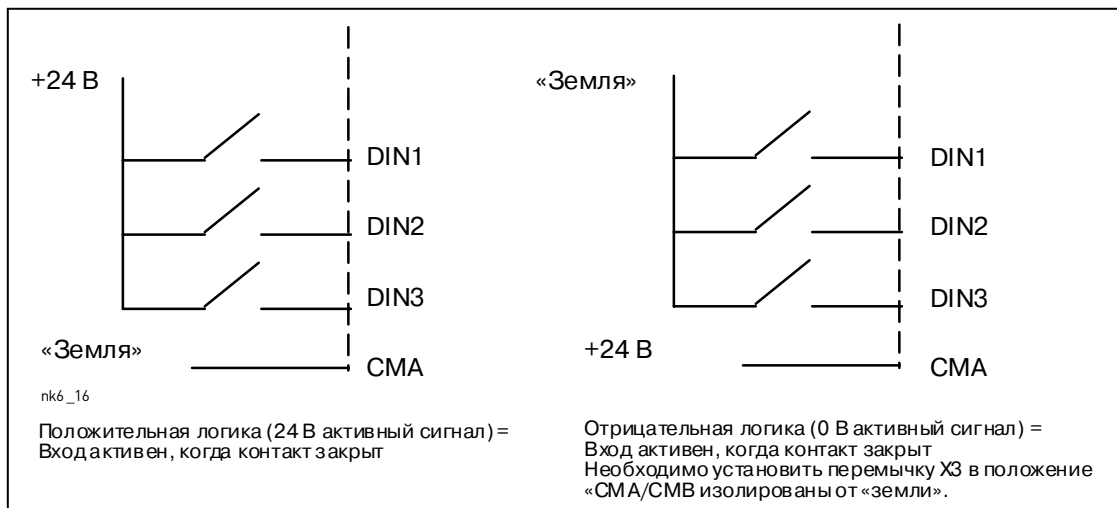 +24 В
DIN1
DIN2
DIN3
«Земля»
CMA
nk6_16
Положительная логика (24 В активный сигнал) =
Вход активен, когда контакт закрыт
«Земля»
DIN1
DIN2
DIN3
+24 В
CMA
Отрицательная логика (0 В активный сигнал) =
Вход активен, когда контакт закрыт
Необходимо установить перемычку X3 в положение
«CMA/CMB изолированы от «земли».